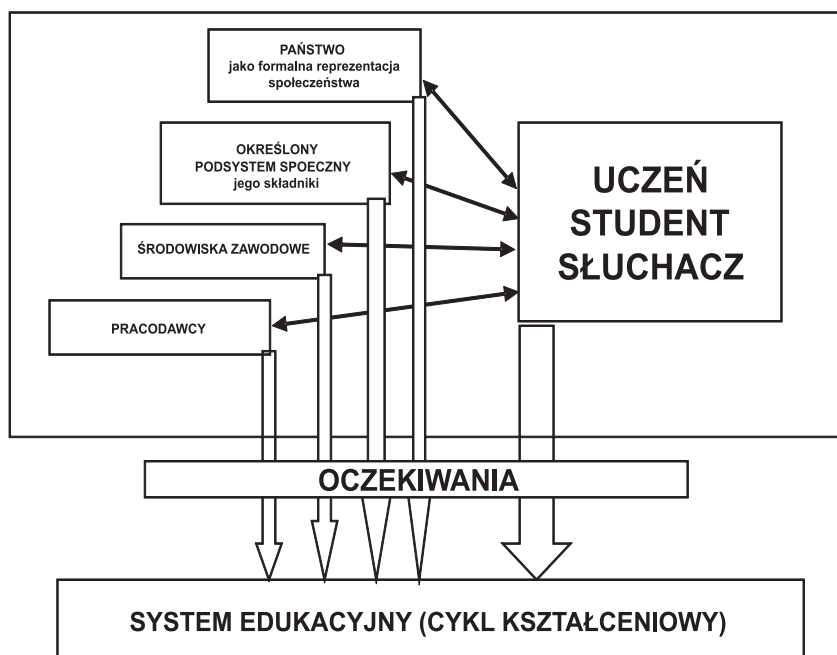 PAŃSTWO
jako formalna reprezentacja
społeczeństwa
OKREŚLONY
PODSYSTEM SPOECZNY
jego składniki
ŚRODOWISKA ZAWODOWE
PRACODAWCY
UCZEŃ
STUDENT
SŁUCHACZ
OCZEKIWANIA
SYSTEM EDUKACYJNY (CYKL KSZTAŁCENIOWY)